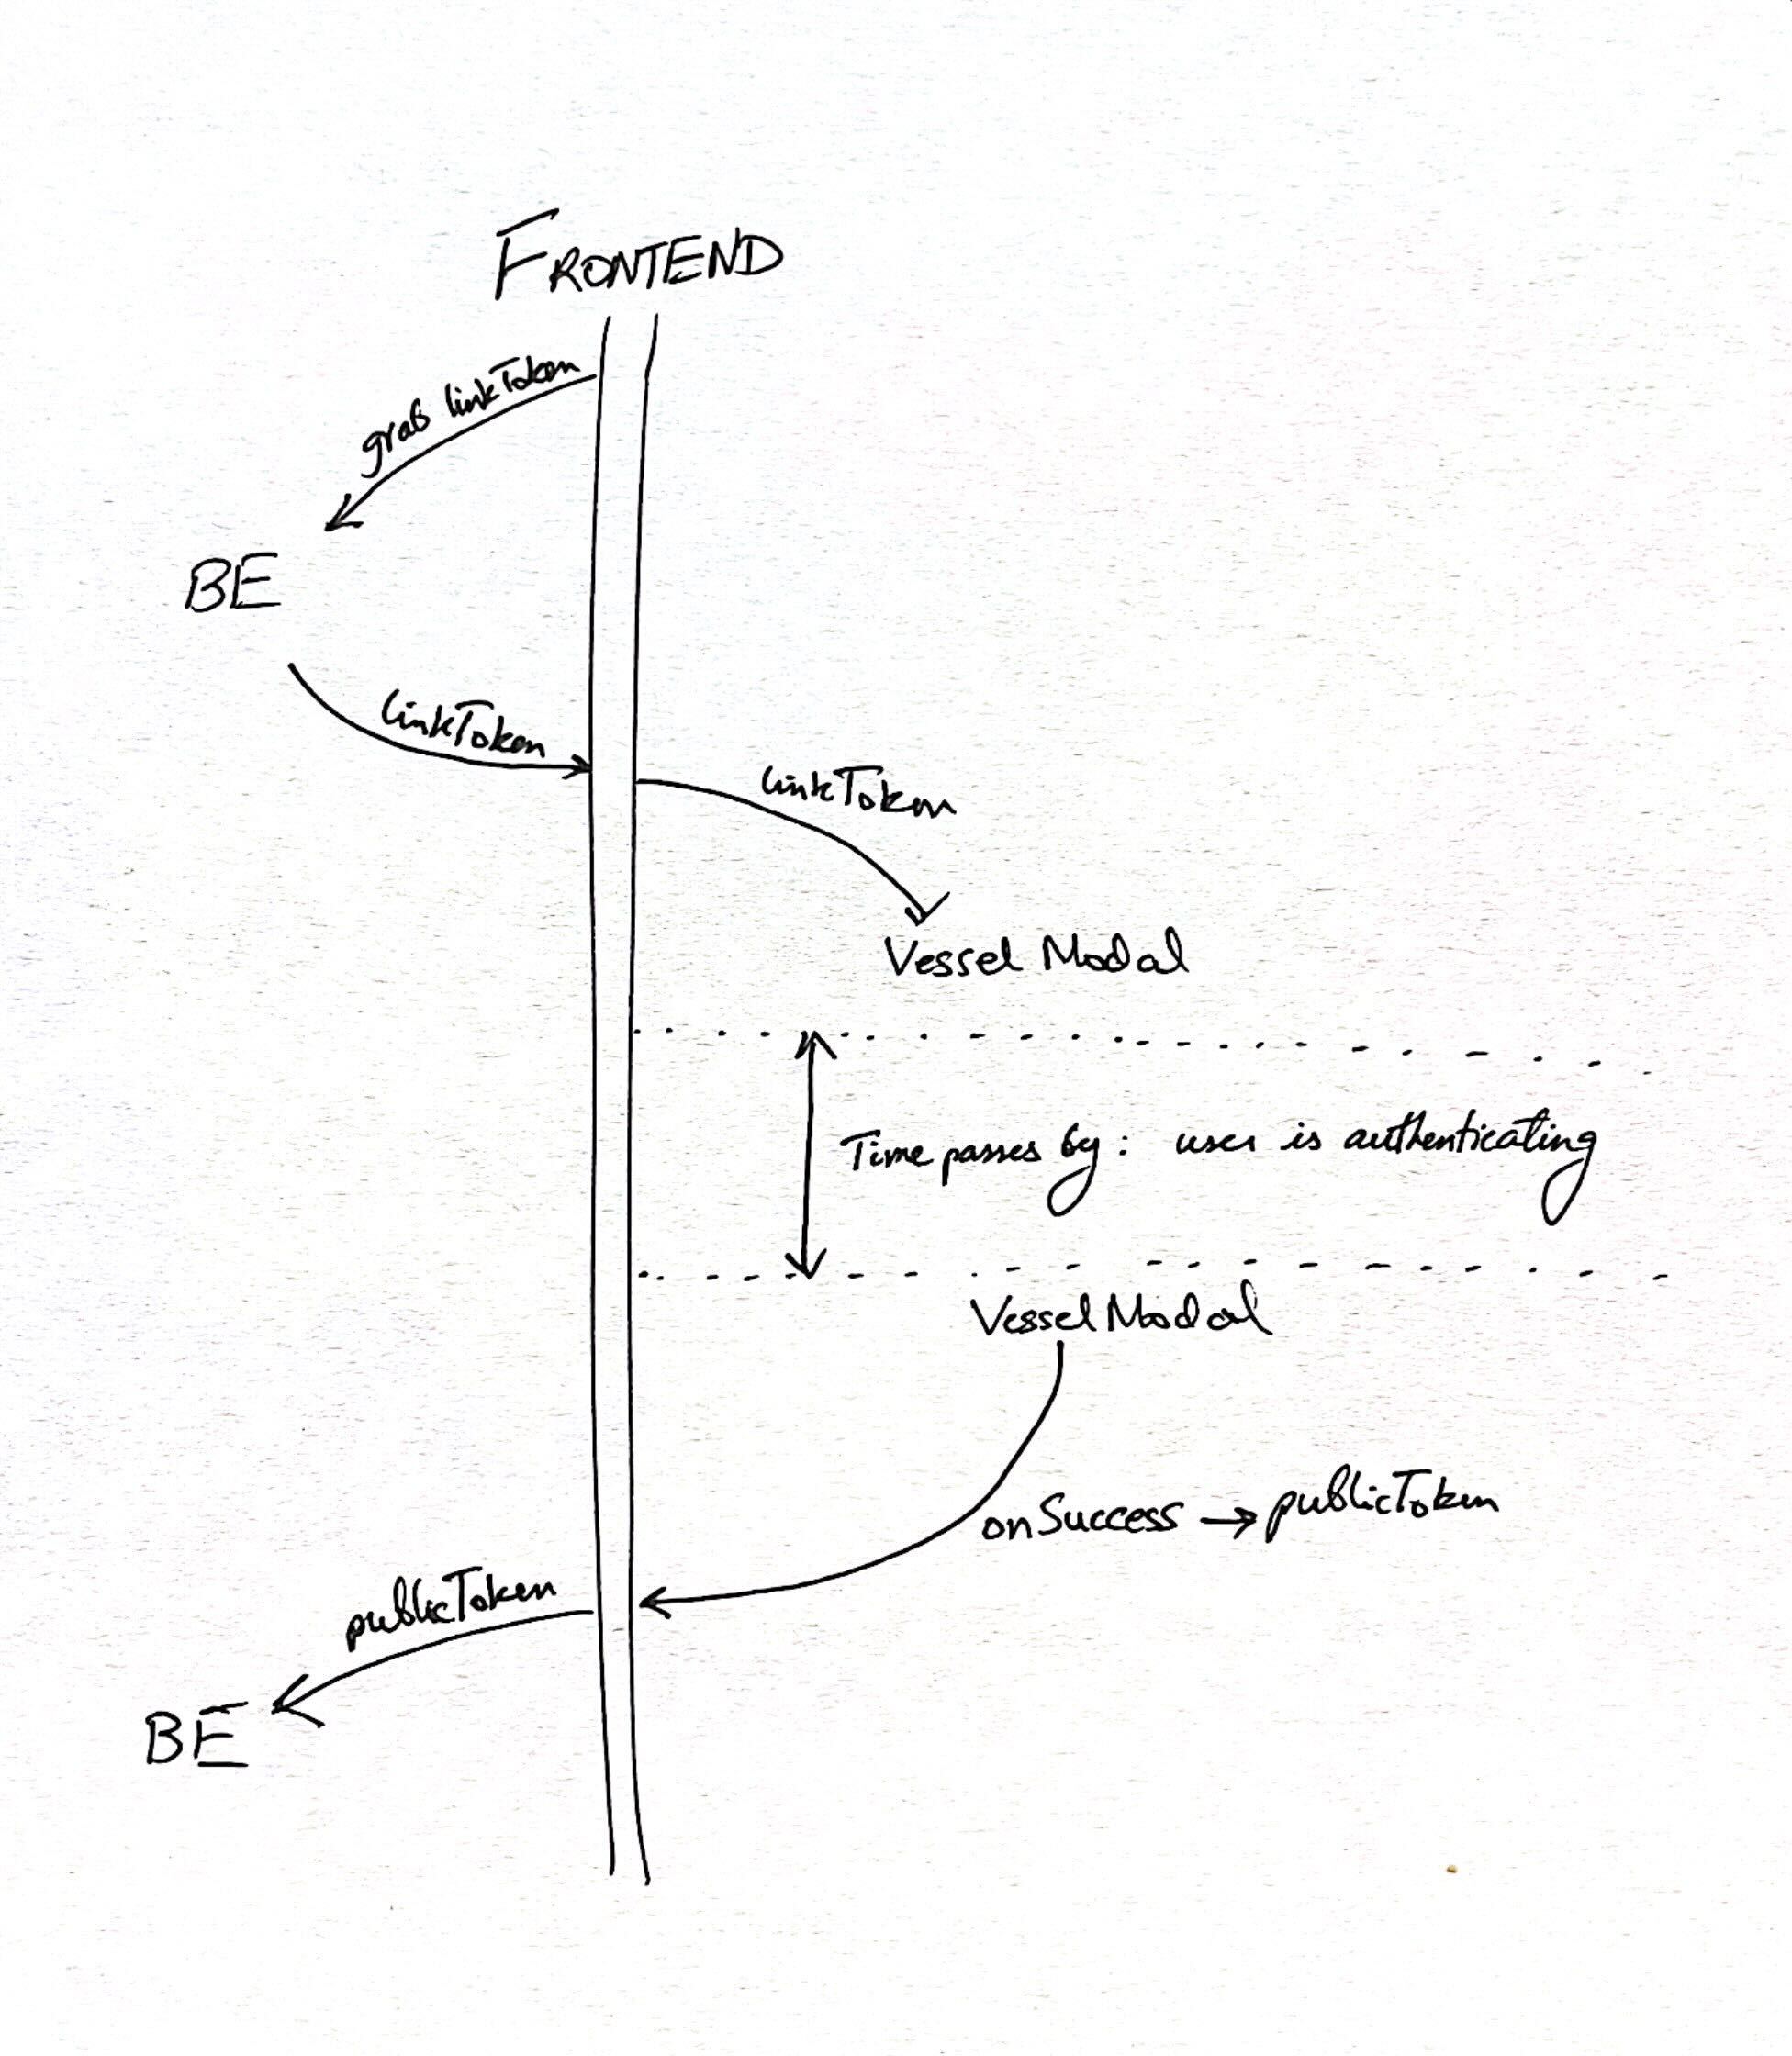 FRONTEND
grab linkToken
BE
linkToken
linkToken
Vessel Modal
Time passes by: user is authenticating
Vessel Modal
onSuccess → publicToken
publicToken
BE